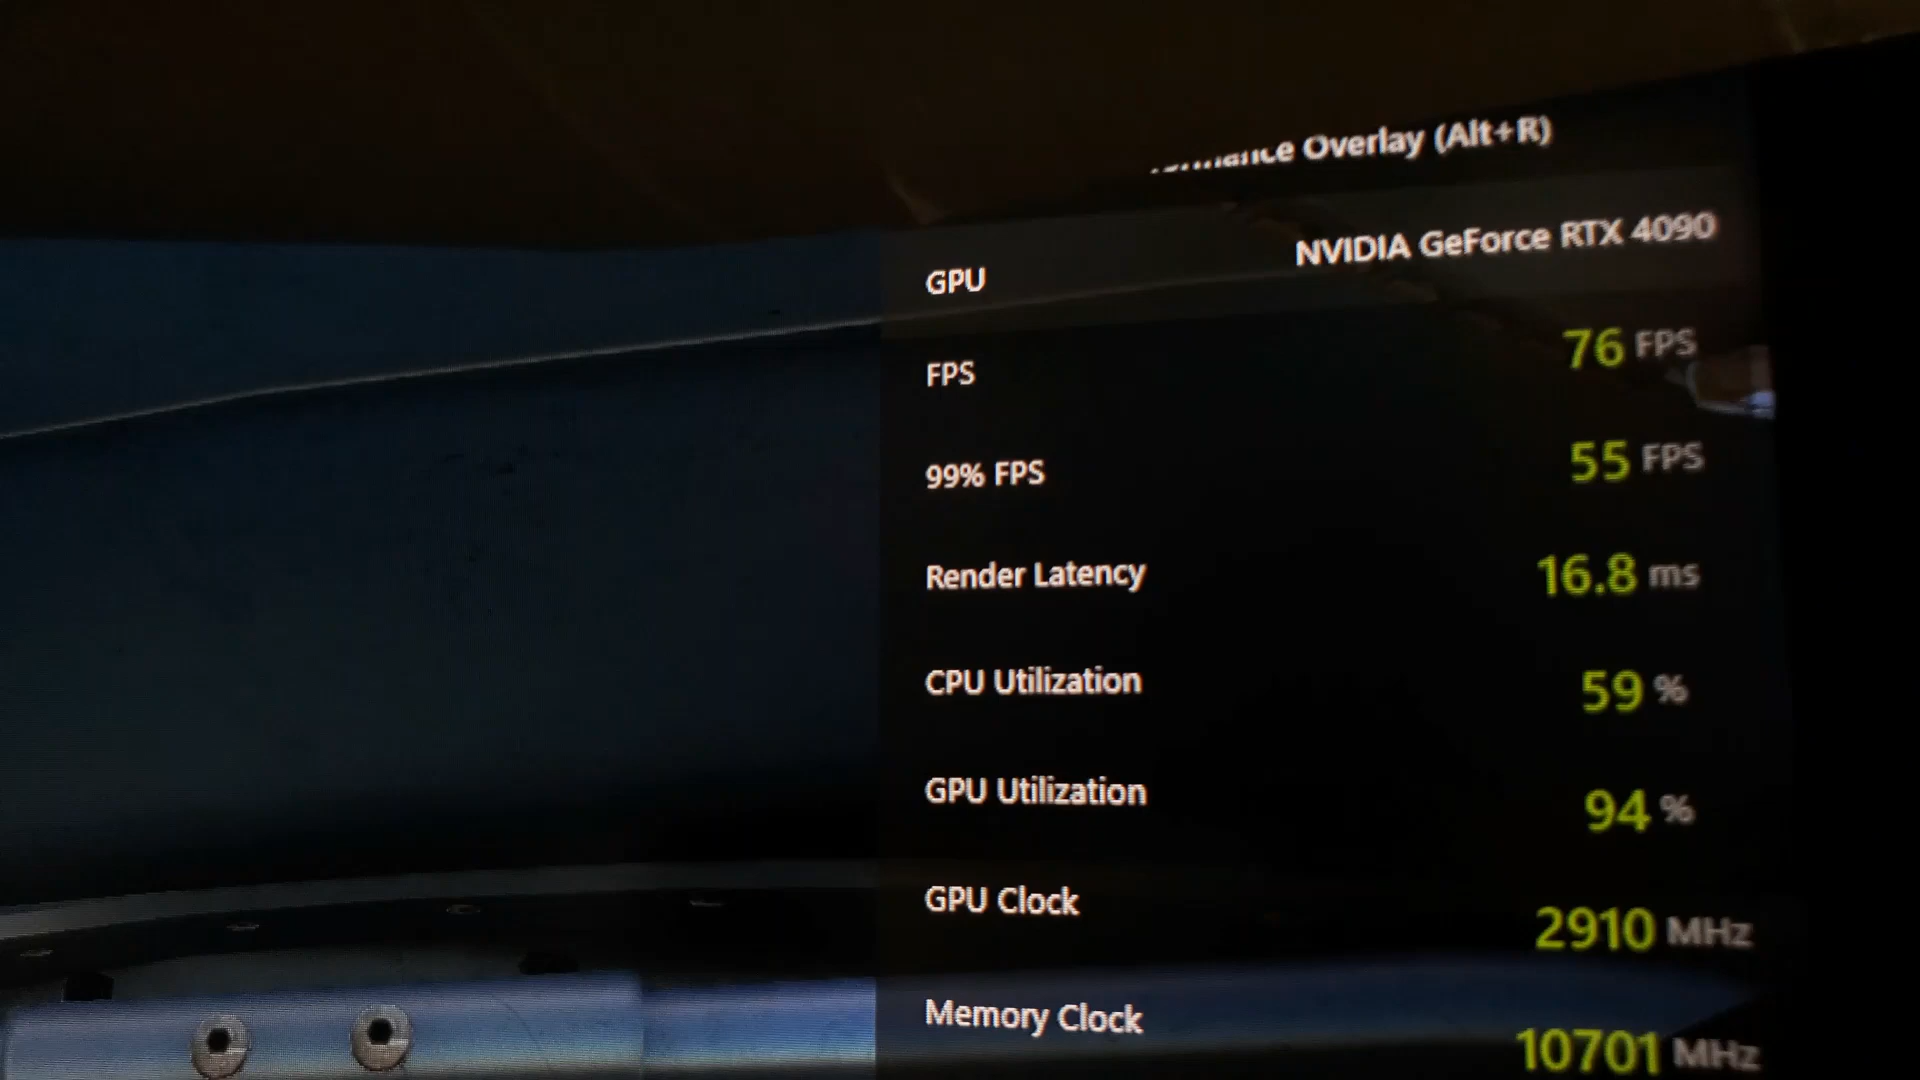 Overlay (Alt+R)
GPU NVIDIA GeForce RTX 4090
FPS 76 FPS
99% FPS 55 FPS
Render Latency 16.8 ms
CPU Utilization 59 %
GPU Utilization 94 %
GPU Clock 2910 MHz
Memory Clock 10701 MHz